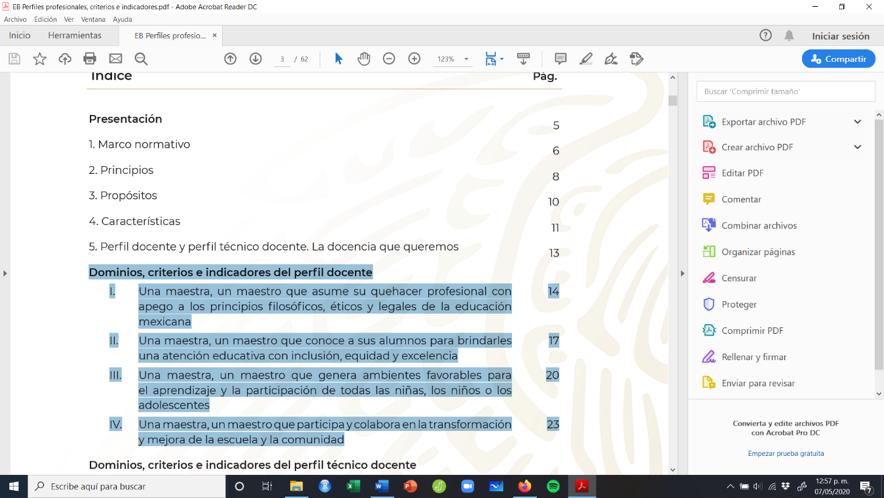 EB Perfiles profesionales, criterios e indicadores.pdf - Adobe Acrobat Reader DC
Archivo Edición Ver Ventana Ayuda
Inicio Herramientas EB Perfiles profesio... × Iniciar sesión
3 / 62 123% Compartir
Índice Pág.
Presentación 5
1. Marco normativo 6
2. Principios 8
3. Propósitos 10
4. Características 11
5. Perfil docente y perfil técnico docente. La docencia que queremos 13
Dominios, criterios e indicadores del perfil docente
I. Una maestra, un maestro que asume su quehacer profesional con 14
apego a los principios filosóficos, éticos y legales de la educación
mexicana
II. Una maestra, un maestro que conoce a sus alumnos para brindarles 17
una atención educativa con inclusión, equidad y excelencia
III. Una maestra, un maestro que genera ambientes favorables para 20
el aprendizaje y la participación de todas las niñas, los niños o los
adolescentes
IV. Una maestra, un maestro que participa y colabora en la transformación 23
y mejora de la escuela y la comunidad
Dominios, criterios e indicadores del perfil técnico docente
Buscar 'Comprimir tamaño'
Exportar archivo PDF
Crear archivo PDF
Editar PDF
Comentar
Combinar archivos
Organizar páginas
Censurar
Proteger
Comprimir PDF
Rellenar y firmar
Enviar para revisar
Convierta y edite archivos PDF
con Acrobat Pro DC
Empezar prueba gratuita
Escribe aquí para buscar
12:57 p. m.
07/05/2020